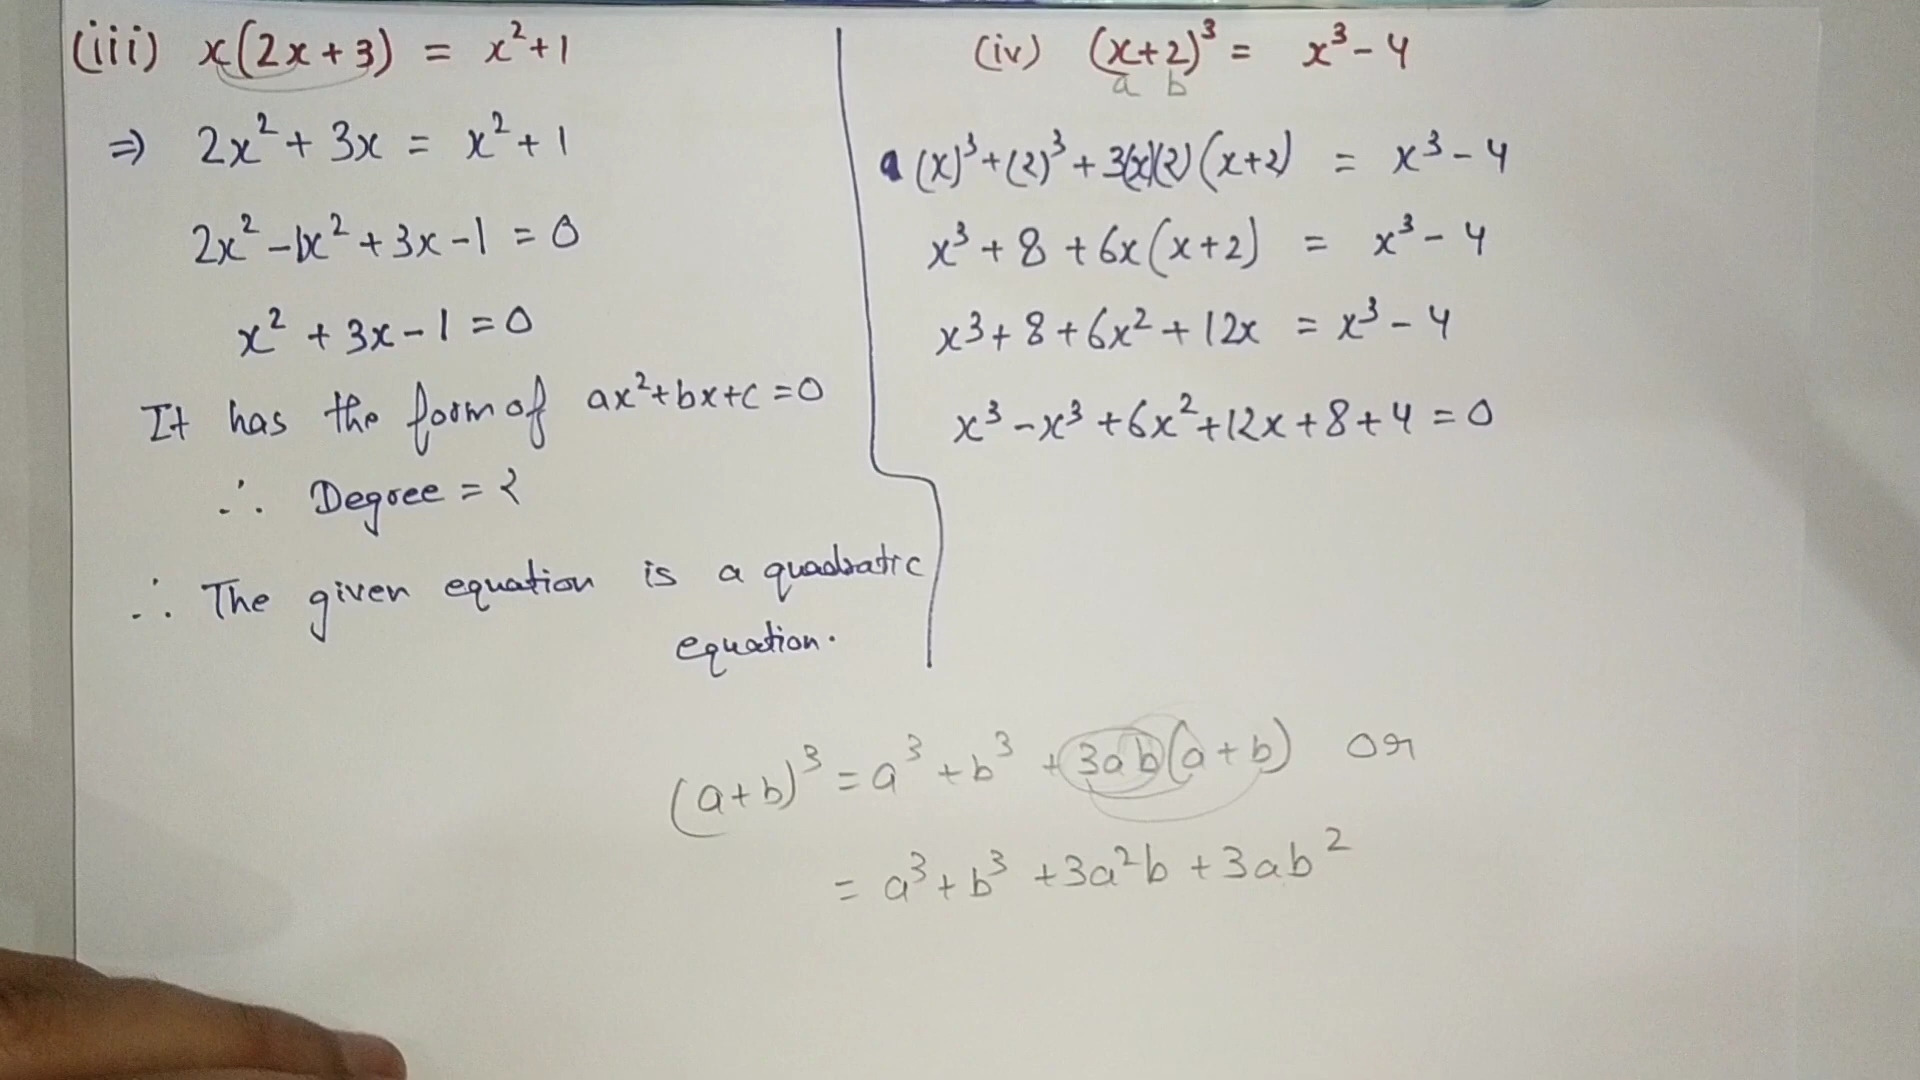 (iii) x(2x+3) = x²+1
⇒ 2x² + 3x = x² + 1
2x² - 1x² + 3x - 1 = 0
x² + 3x - 1 = 0
It has the form of ax²+bx+c=0
∴ Degree = 2
∴ The given equation is a quadratic
equation.
(iv) (x+2)³ = x³ - 4
a b
(x)³+(2)³+3(x)(2)(x+2) = x³ - 4
x³ + 8 + 6x(x+2) = x³ - 4
x³ + 8 + 6x² + 12x = x³ - 4
x³ - x³ + 6x² + 12x + 8 + 4 = 0
(a+b)³ = a³ + b³ + 3ab(a+b) or
= a³ + b³ + 3a²b + 3ab²